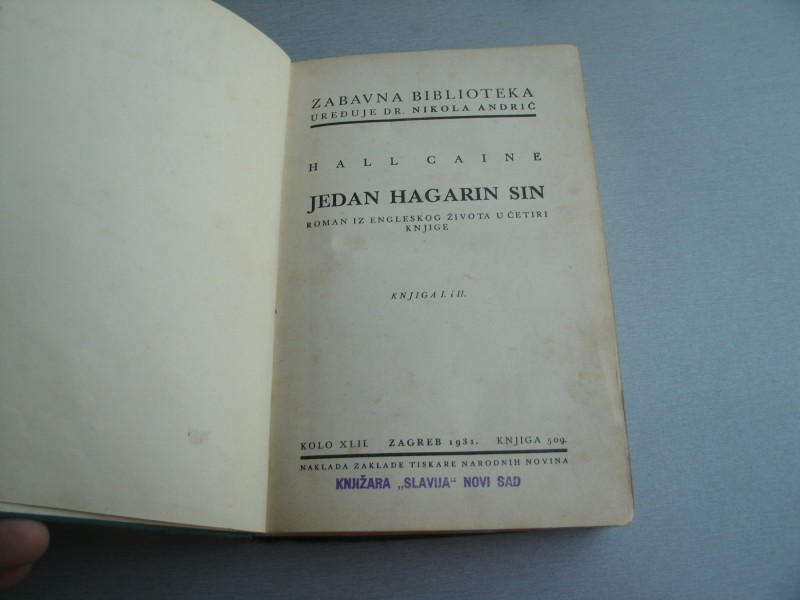 ZABAVNA BIBLIOTEKA
UREĐUJE DR. NIKOLA ANDRIĆ
HALL CAINE
JEDAN HAGARIN SIN
ROMAN IZ ENGLESKOG ŽIVOTA U ČETIRI
KNJIGE
KNJIGA I. i II.
KOLO XLII. ZAGREB 1931. KNJIGA 509.
NAKLADA ZAKLADE TISKARE NARODNIH NOVINA
KNJIŽARA „SLAVIJA“ NOVI SAD